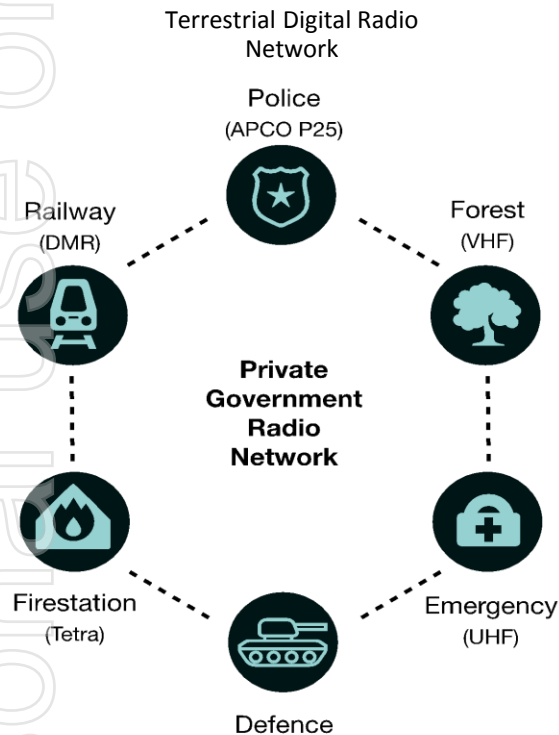 Terrestrial Digital Radio
Network
Police
(APCO P25)
Railway
(DMR)
Forest
(VHF)
Private
Government
Radio
Network
Firestation
(Tetra)
Emergency
(UHF)
Defence